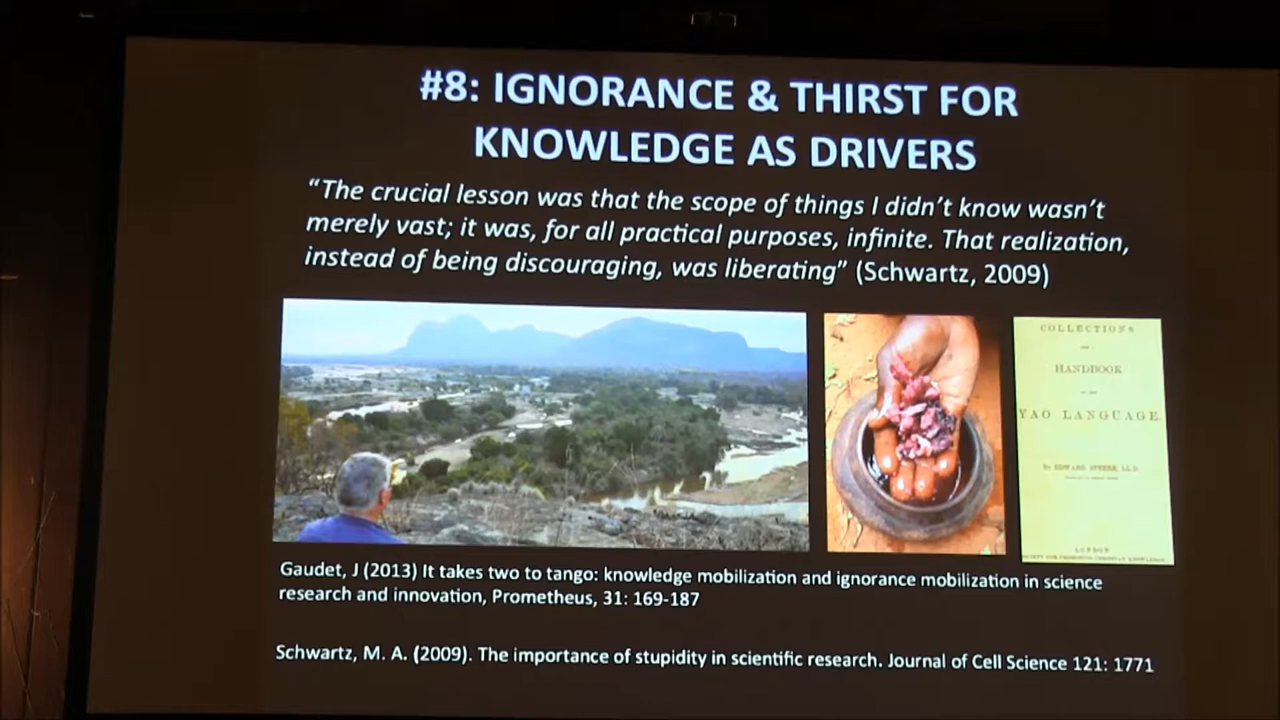 #8: IGNORANCE & THIRST FOR
KNOWLEDGE AS DRIVERS
“The crucial lesson was that the scope of things I didn’t know wasn’t
merely vast; it was, for all practical purposes, infinite. That realization,
instead of being discouraging, was liberating” (Schwartz, 2009)
COLLECTIONS
HANDBOOK
YAO LANGUAGE.
By EDWARD STEERE, LL.D.
LONDON
Gaudet, J (2013) It takes two to tango: knowledge mobilization and ignorance mobilization in science
research and innovation, Prometheus, 31: 169-187
Schwartz, M. A. (2009). The importance of stupidity in scientific research. Journal of Cell Science 121: 1771